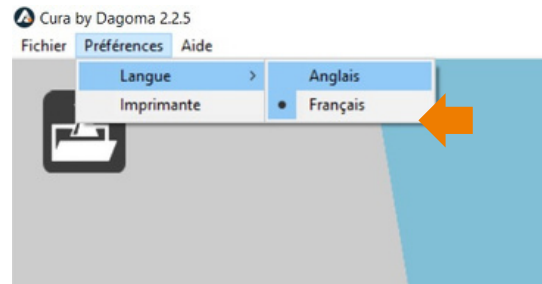 Cura by Dagoma 2.2.5
Fichier Préférences Aide
Langue > Anglais
Imprimante • Français